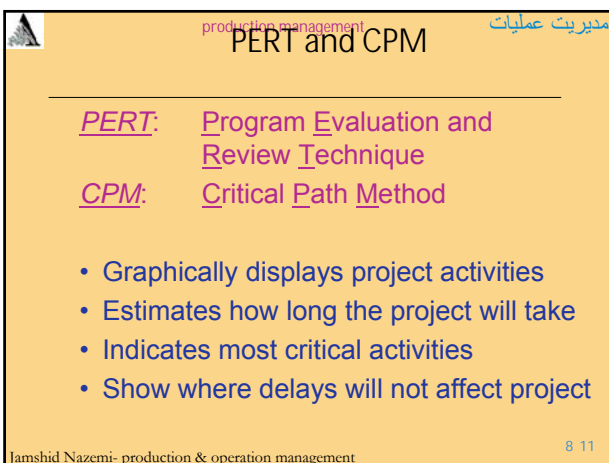 production management
مدیریت عملیات
PERT and CPM
PERT: Program Evaluation and
Review Technique
CPM: Critical Path Method
• Graphically displays project activities
• Estimates how long the project will take
• Indicates most critical activities
• Show where delays will not affect project
8 11
Jamshid Nazemi- production & operation management